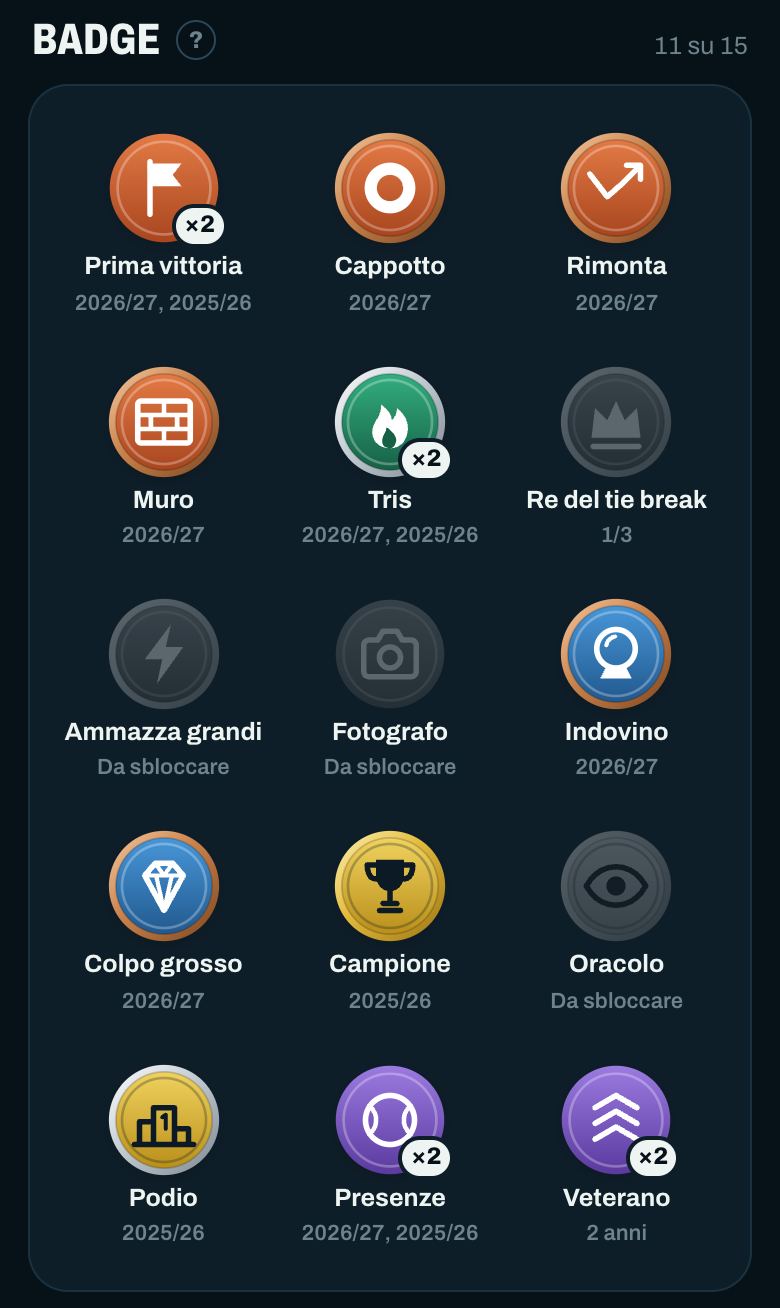 BADGE ? 11 su 15
×2
Prima vittoria Cappotto Rimonta
2026/27, 2025/26 2026/27 2026/27
×2
Muro Tris Re del tie break
2026/27 2026/27, 2025/26 1/3
Ammazza grandi Fotografo Indovino
Da sbloccare Da sbloccare 2026/27
Colpo grosso Campione Oracolo
2026/27 2025/26 Da sbloccare
1
×2 ×2
Podio Presenze Veterano
2025/26 2026/27, 2025/26 2 anni